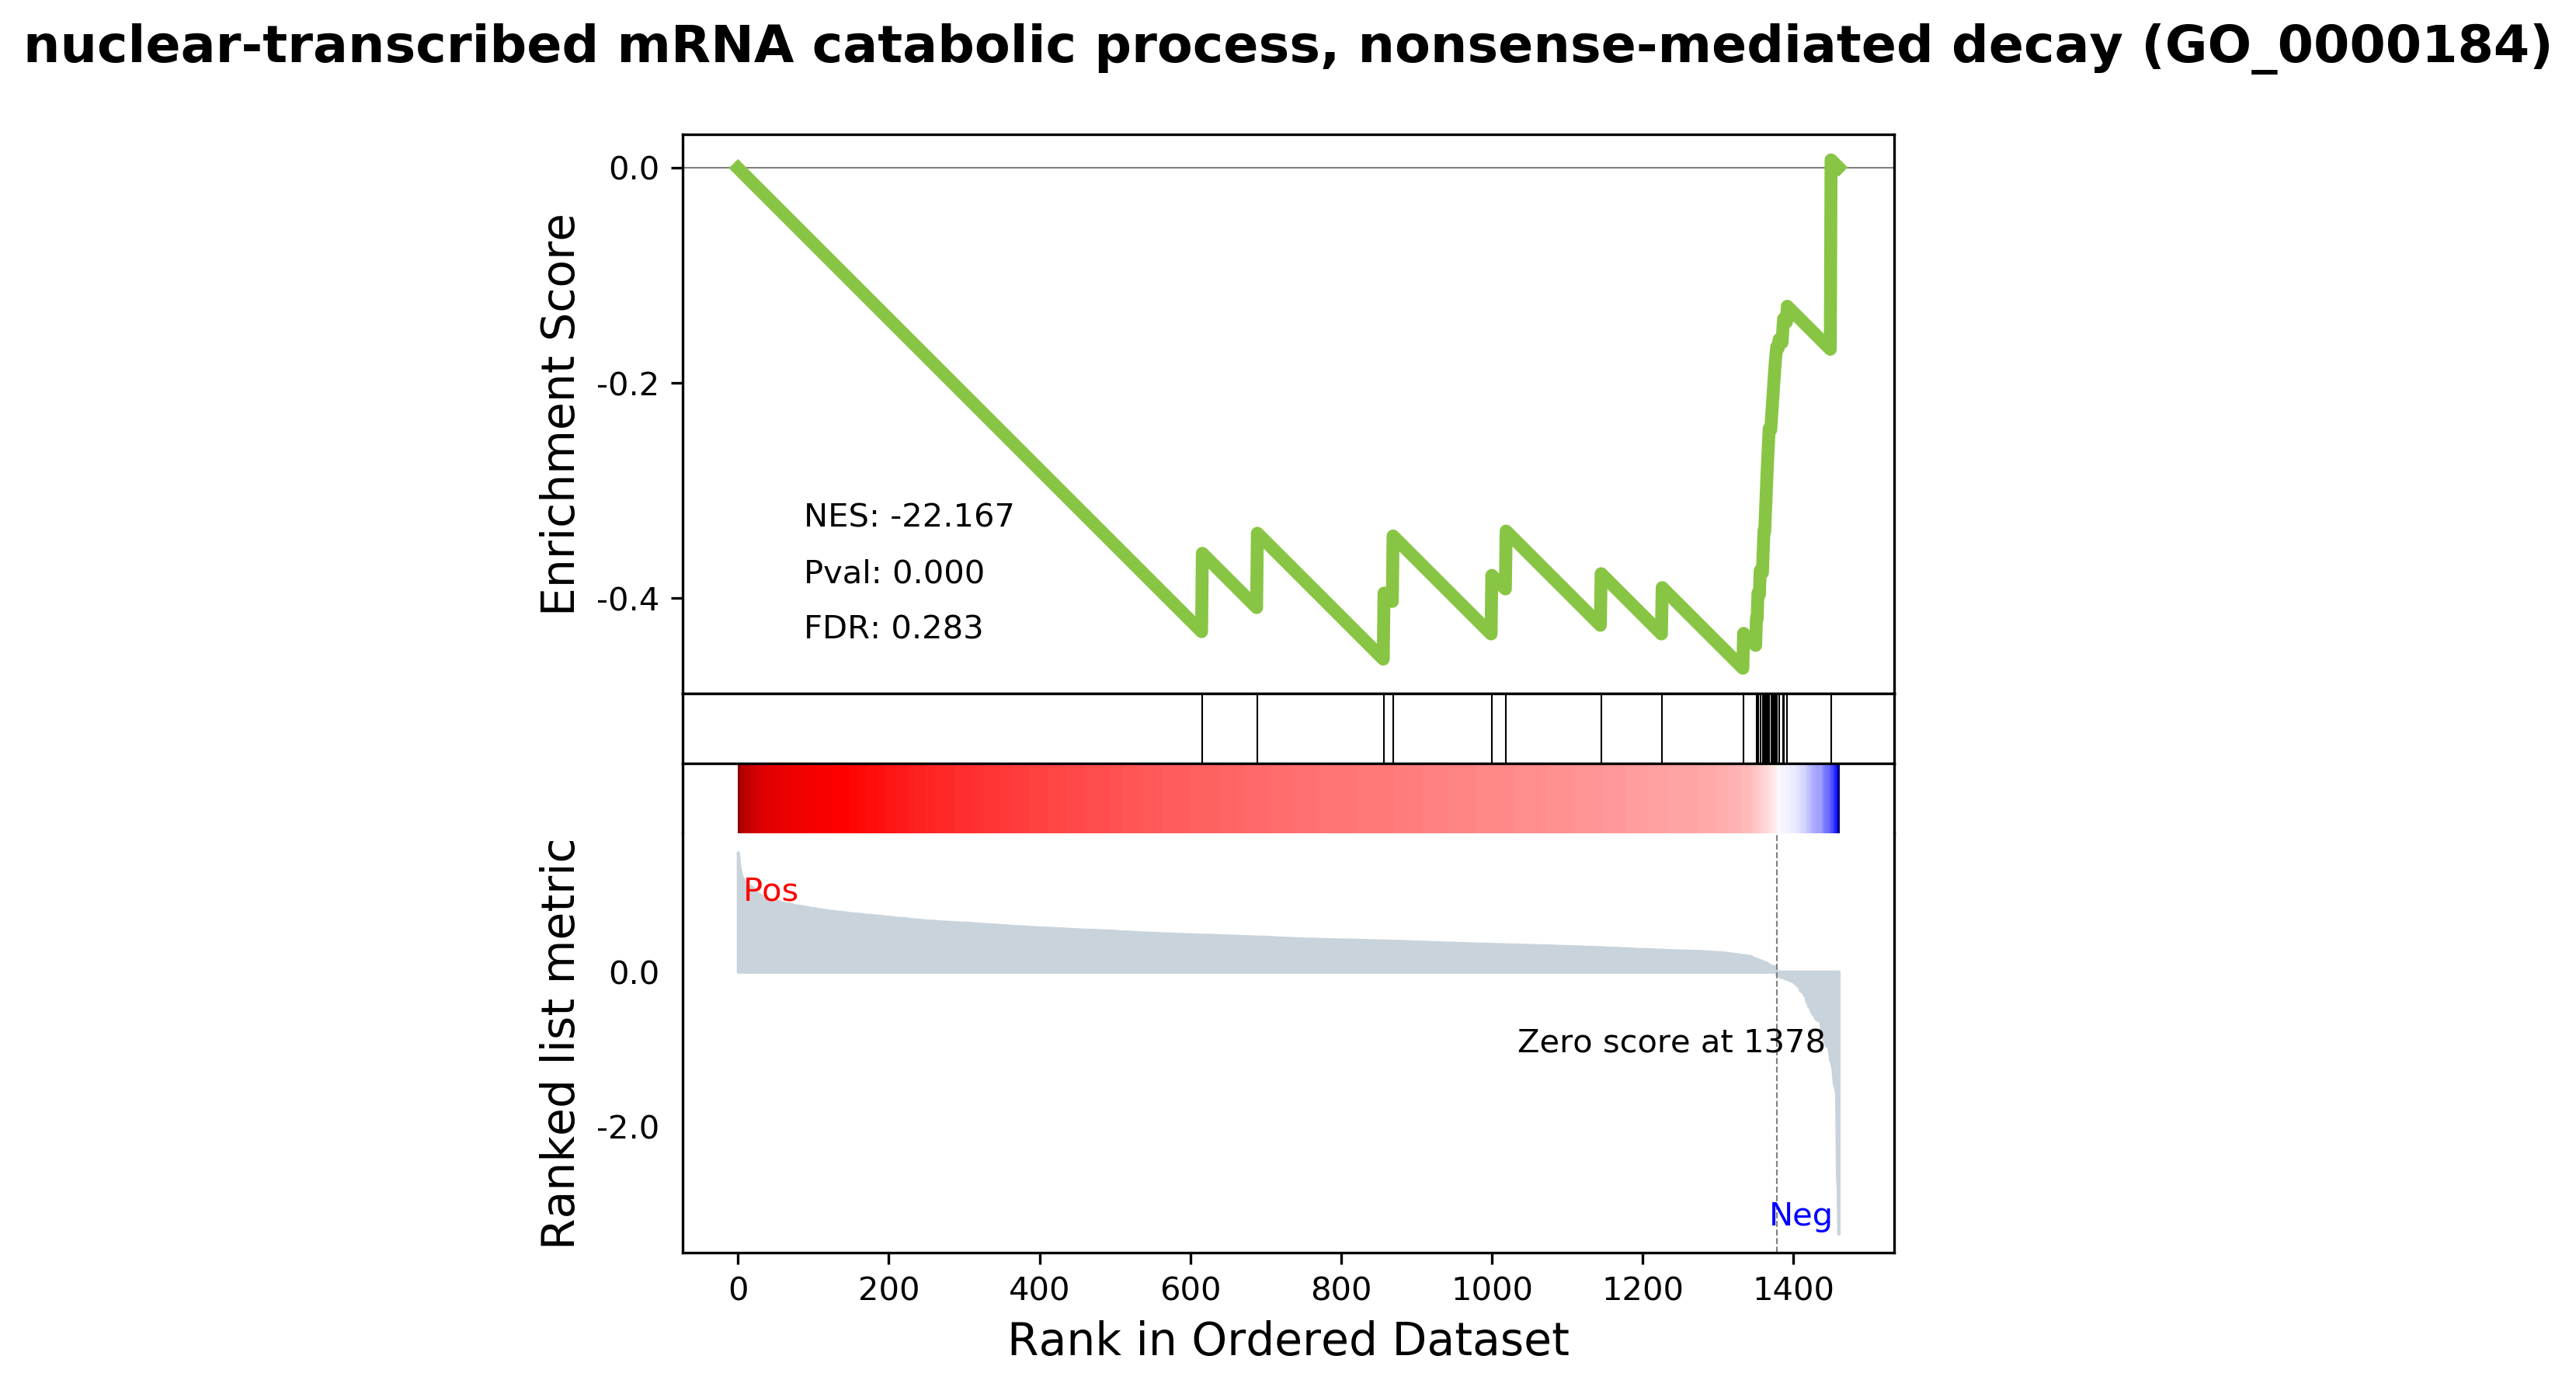 nuclear-transcribed mRNA catabolic process, nonsense-mediated decay (GO_0000184)
Enrichment Score
0.0
-0.2
-0.4
NES: -22.167
Pval: 0.000
FDR: 0.283
Ranked list metric
Pos
0.0
Zero score at 1378
-2.0
Neg
0 200 400 600 800 1000 1200 1400
Rank in Ordered Dataset